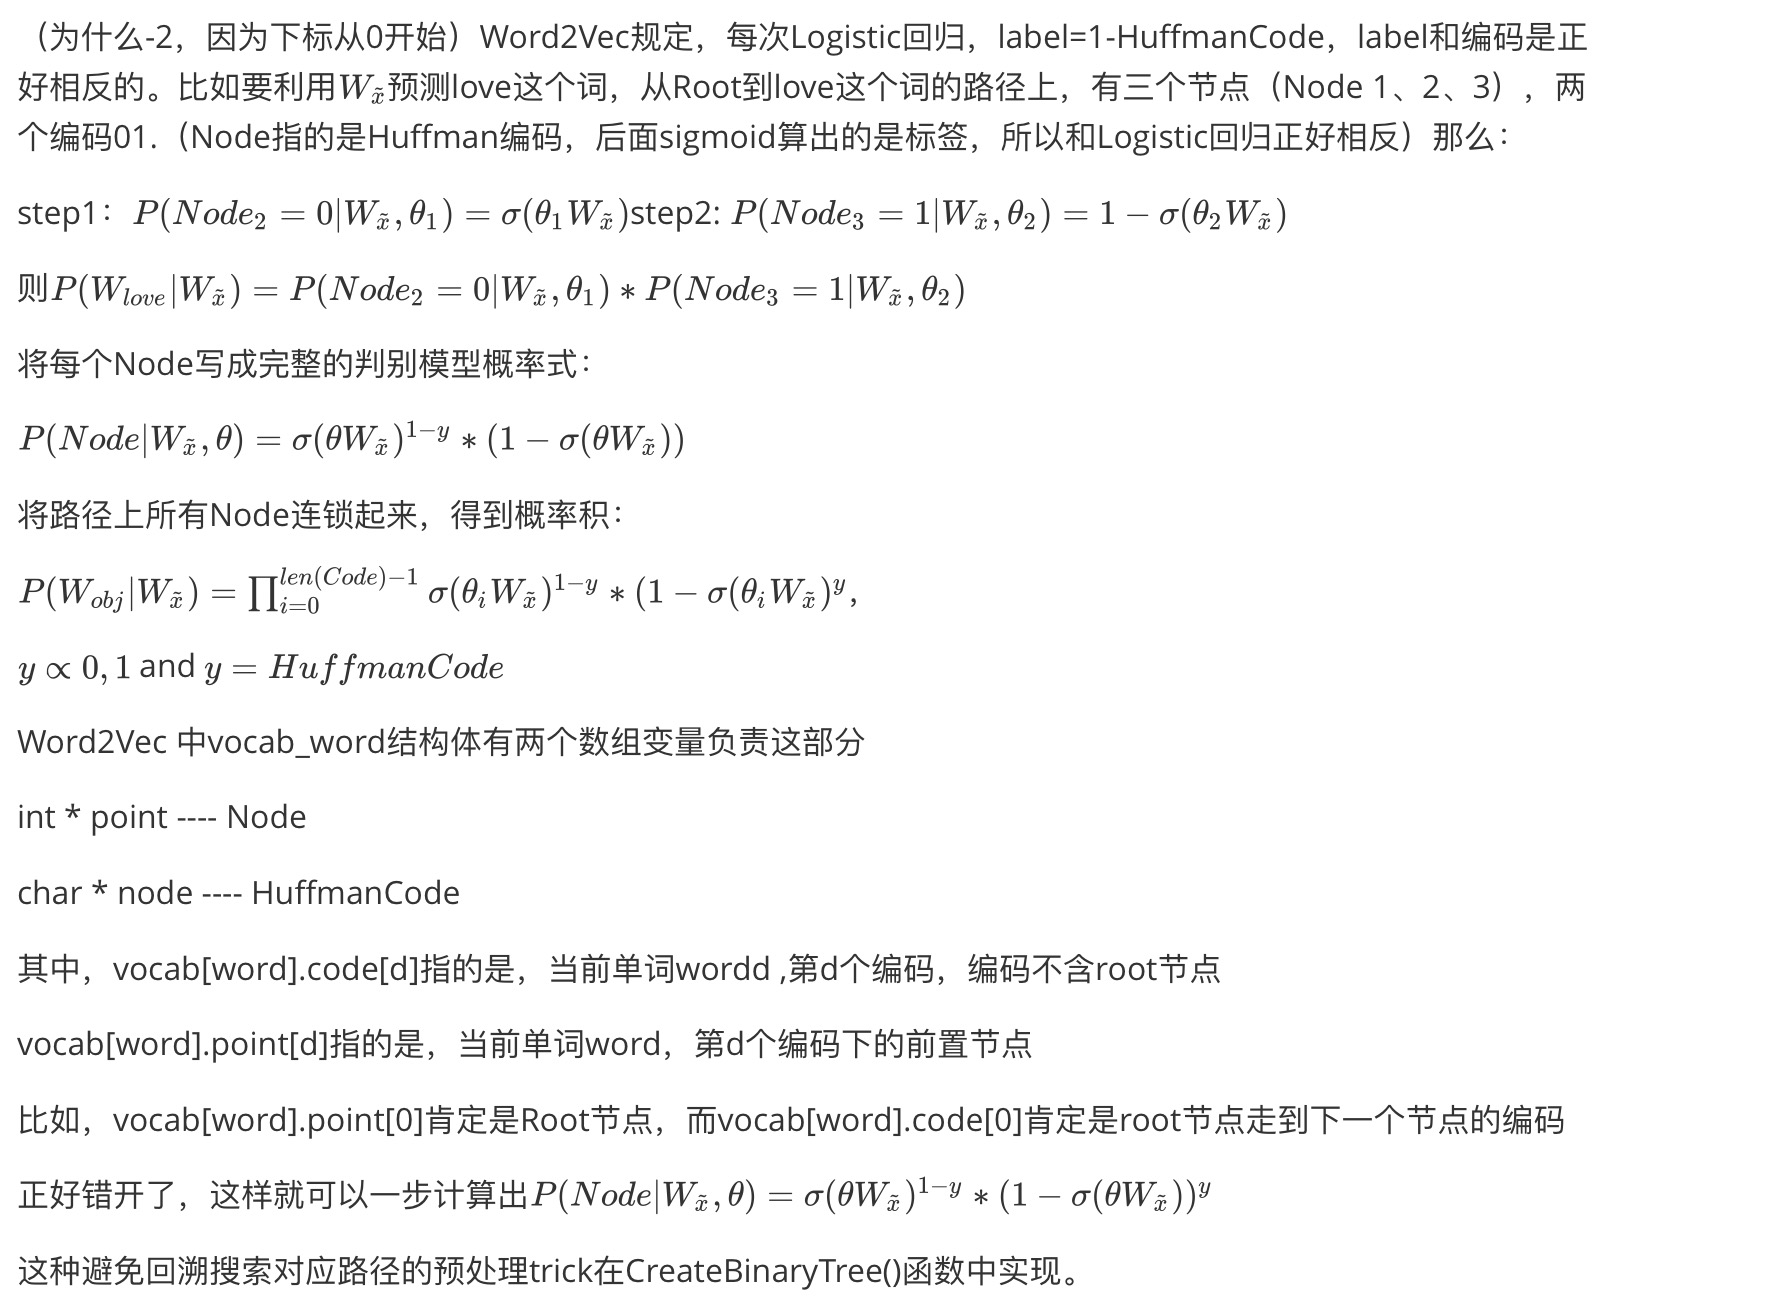 （为什么-2，因为下标从0开始）Word2Vec规定，每次Logistic回归，label=1-HuffmanCode，label和编码是正
好相反的。比如要利用$W_{\tilde{x}}$预测love这个词，从Root到love这个词的路径上，有三个节点（Node 1、2、3），两
个编码01.（Node指的是Huffman编码，后面sigmoid算出的是标签，所以和Logistic回归正好相反）那么：
step1：$P(Node_2 = 0|W_{\tilde{x}}, \theta_1) = \sigma(\theta_1 W_{\tilde{x}})$step2: $P(Node_3 = 1|W_{\tilde{x}}, \theta_2) = 1 - \sigma(\theta_2 W_{\tilde{x}})$
则$P(W_{love}|W_{\tilde{x}}) = P(Node_2 = 0|W_{\tilde{x}}, \theta_1) * P(Node_3 = 1|W_{\tilde{x}}, \theta_2)$
将每个Node写成完整的判别模型概率式：
$P(Node|W_{\tilde{x}}, \theta) = \sigma(\theta W_{\tilde{x}})^{1-y} * (1 - \sigma(\theta W_{\tilde{x}}))$
将路径上所有Node连锁起来，得到概率积：
$P(W_{obj}|W_{\tilde{x}}) = \prod_{i=0}^{len(Code)-1} \sigma(\theta_i W_{\tilde{x}})^{1-y} * (1 - \sigma(\theta_i W_{\tilde{x}})^y,$
$y \propto 0, 1$ and $y = HuffmanCode$
Word2Vec 中vocab_word结构体有两个数组变量负责这部分
int * point ---- Node
char * node ---- HuffmanCode
其中，vocab[word].code[d]指的是，当前单词wordd ,第d个编码，编码不含root节点
vocab[word].point[d]指的是，当前单词word，第d个编码下的前置节点
比如，vocab[word].point[0]肯定是Root节点，而vocab[word].code[0]肯定是root节点走到下一个节点的编码
正好错开了，这样就可以一步计算出$P(Node|W_{\tilde{x}}, \theta) = \sigma(\theta W_{\tilde{x}})^{1-y} * (1 - \sigma(\theta W_{\tilde{x}}))^y$
这种避免回溯搜索对应路径的预处理trick在CreateBinaryTree()函数中实现。